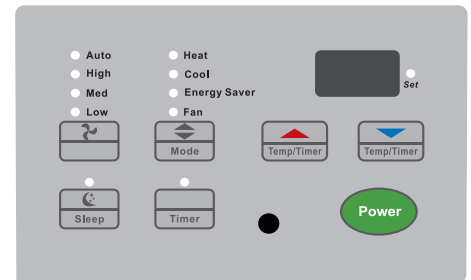 Auto Heat
High Cool
Med Energy Saver
Low Fan
Set
Mode Temp/Timer Temp/Timer
Sleep Timer Power